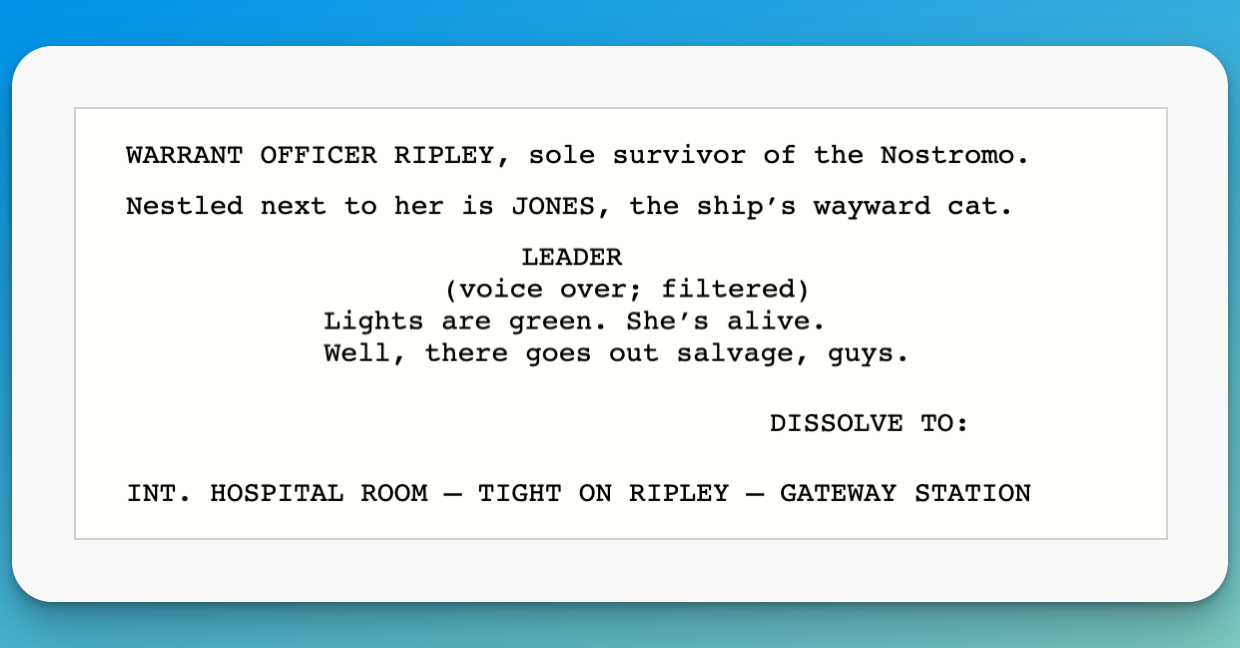 WARRANT OFFICER RIPLEY, sole survivor of the Nostromo.
Nestled next to her is JONES, the ship’s wayward cat.
LEADER
(voice over; filtered)
Lights are green. She’s alive.
Well, there goes out salvage, guys.
DISSOLVE TO:
INT. HOSPITAL ROOM — TIGHT ON RIPLEY — GATEWAY STATION